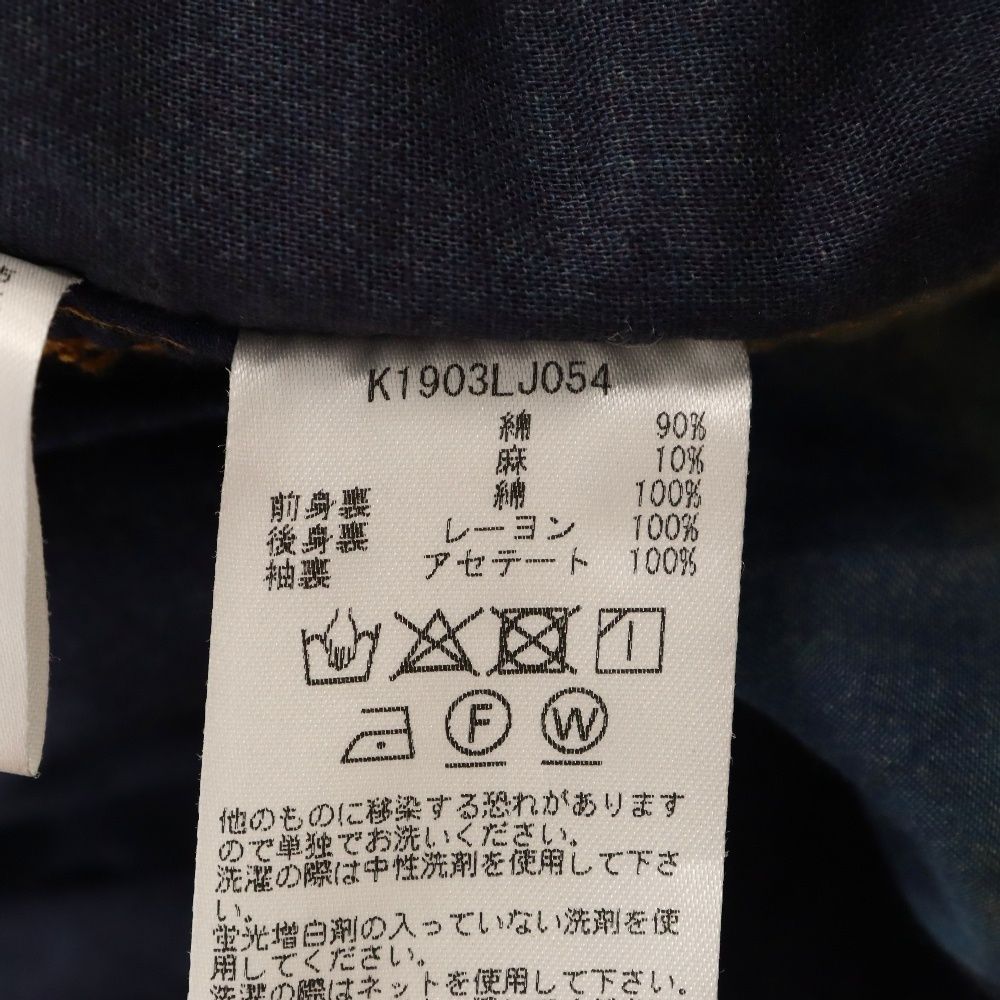 K1903LJ054
綿 90%
麻 10%
前身裏 綿 100%
後身裏 レーヨン 100%
袖裏 アセテート 100%
F W
他のものに移染する恐れがあります
ので単独でお洗いください。
洗濯の際は中性洗剤を使用して下さ
い。
蛍光増白剤の入っていない洗剤を使
用してください。
洗濯の際はネットを使用して下さい。